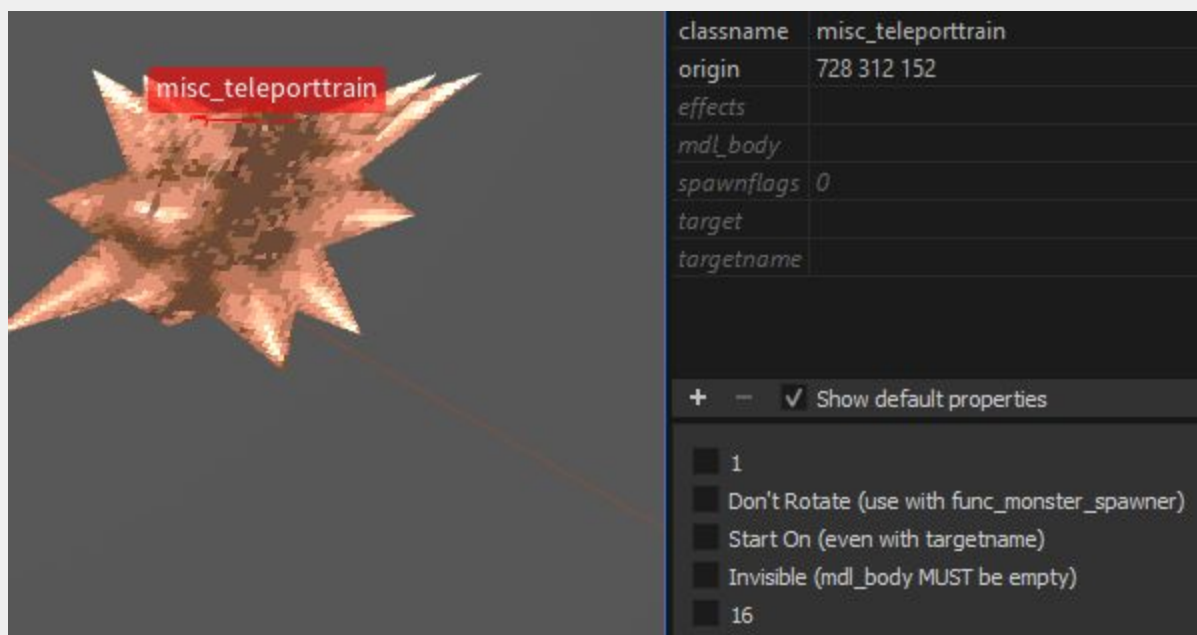 misc_teleporttrain
classname misc_teleporttrain
origin 728 312 152
effects
mdl_body
spawnflags 0
target
targetname
+ − ✓ Show default properties
1
Don't Rotate (use with func_monster_spawner)
Start On (even with targetname)
Invisible (mdl_body MUST be empty)
16